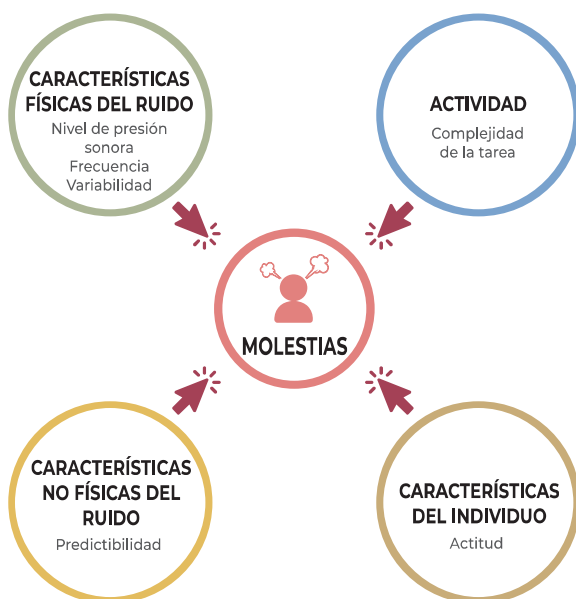 CARACTERÍSTICAS
FÍSICAS DEL RUIDO
Nivel de presión
sonora
Frecuencia
Variabilidad
ACTIVIDAD
Complejidad
de la tarea
MOLESTIAS
CARACTERÍSTICAS
NO FÍSICAS DEL
RUIDO
Predictibilidad
CARACTERÍSTICAS
DEL INDIVIDUO
Actitud